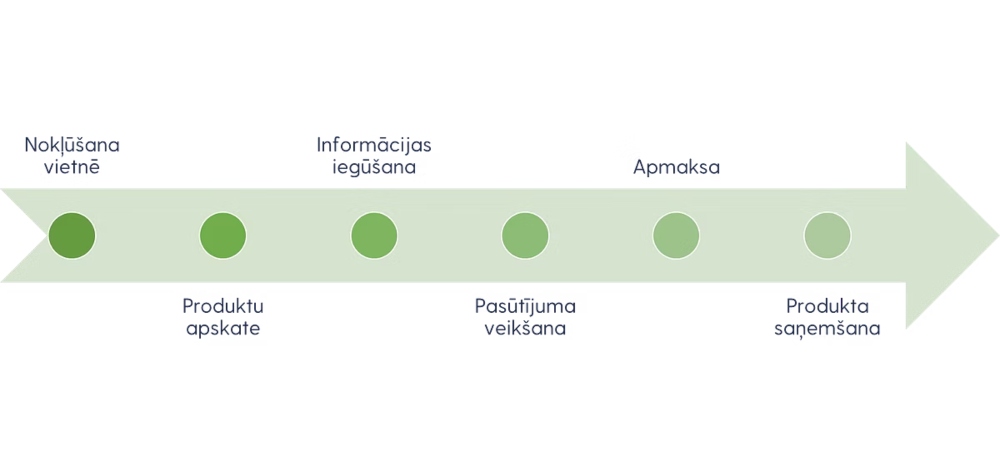 Nokļūšana
vietnē
Produktu
apskate
Informācijas
iegūšana
Pasūtījuma
veikšana
Apmaksa
Produkta
saņemšana